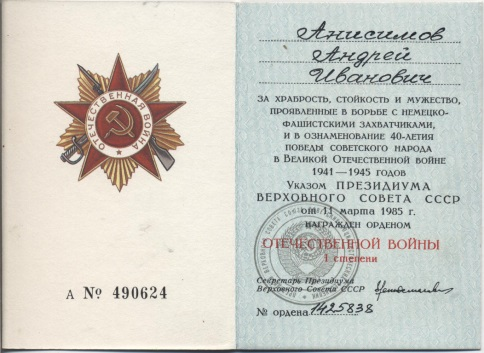 ОТЕЧЕСТВЕННАЯ ВОЙНА
А № 490624
Анисимов
Андрей
Иванович
ЗА ХРАБРОСТЬ, СТОЙКОСТЬ И МУЖЕСТВО,
ПРОЯВЛЕННЫЕ В БОРЬБЕ С НЕМЕЦКО-
ФАШИСТСКИМИ ЗАХВАТЧИКАМИ,
И В ОЗНАМЕНОВАНИЕ 40-ЛЕТИЯ
ПОБЕДЫ СОВЕТСКОГО НАРОДА
В ВЕЛИКОЙ ОТЕЧЕСТВЕННОЙ ВОЙНЕ
1941—1945 ГОДОВ
Указом ПРЕЗИДИУМА
ВЕРХОВНОГО СОВЕТА СССР
от 11 марта 1985 г.
НАГРАЖДЕН ОРДЕНОМ
ОТЕЧЕСТВЕННОЙ ВОЙНЫ
I степени
Секретарь Президиума
Верховного Совета СССР
№ ордена 1425838